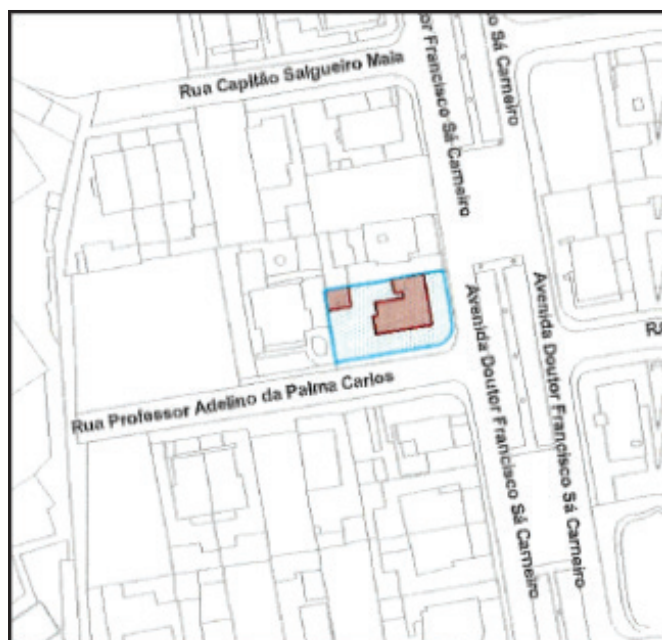 Rua Capitão Salgueiro Maia
or Francisco Sá Carneiro
co Sá Carneiro
Avenida Doutor Francisco Sá Carneiro
Avenida Doutor Francisco Sá Carneiro
Rua Professor Adelino da Palma Carlos